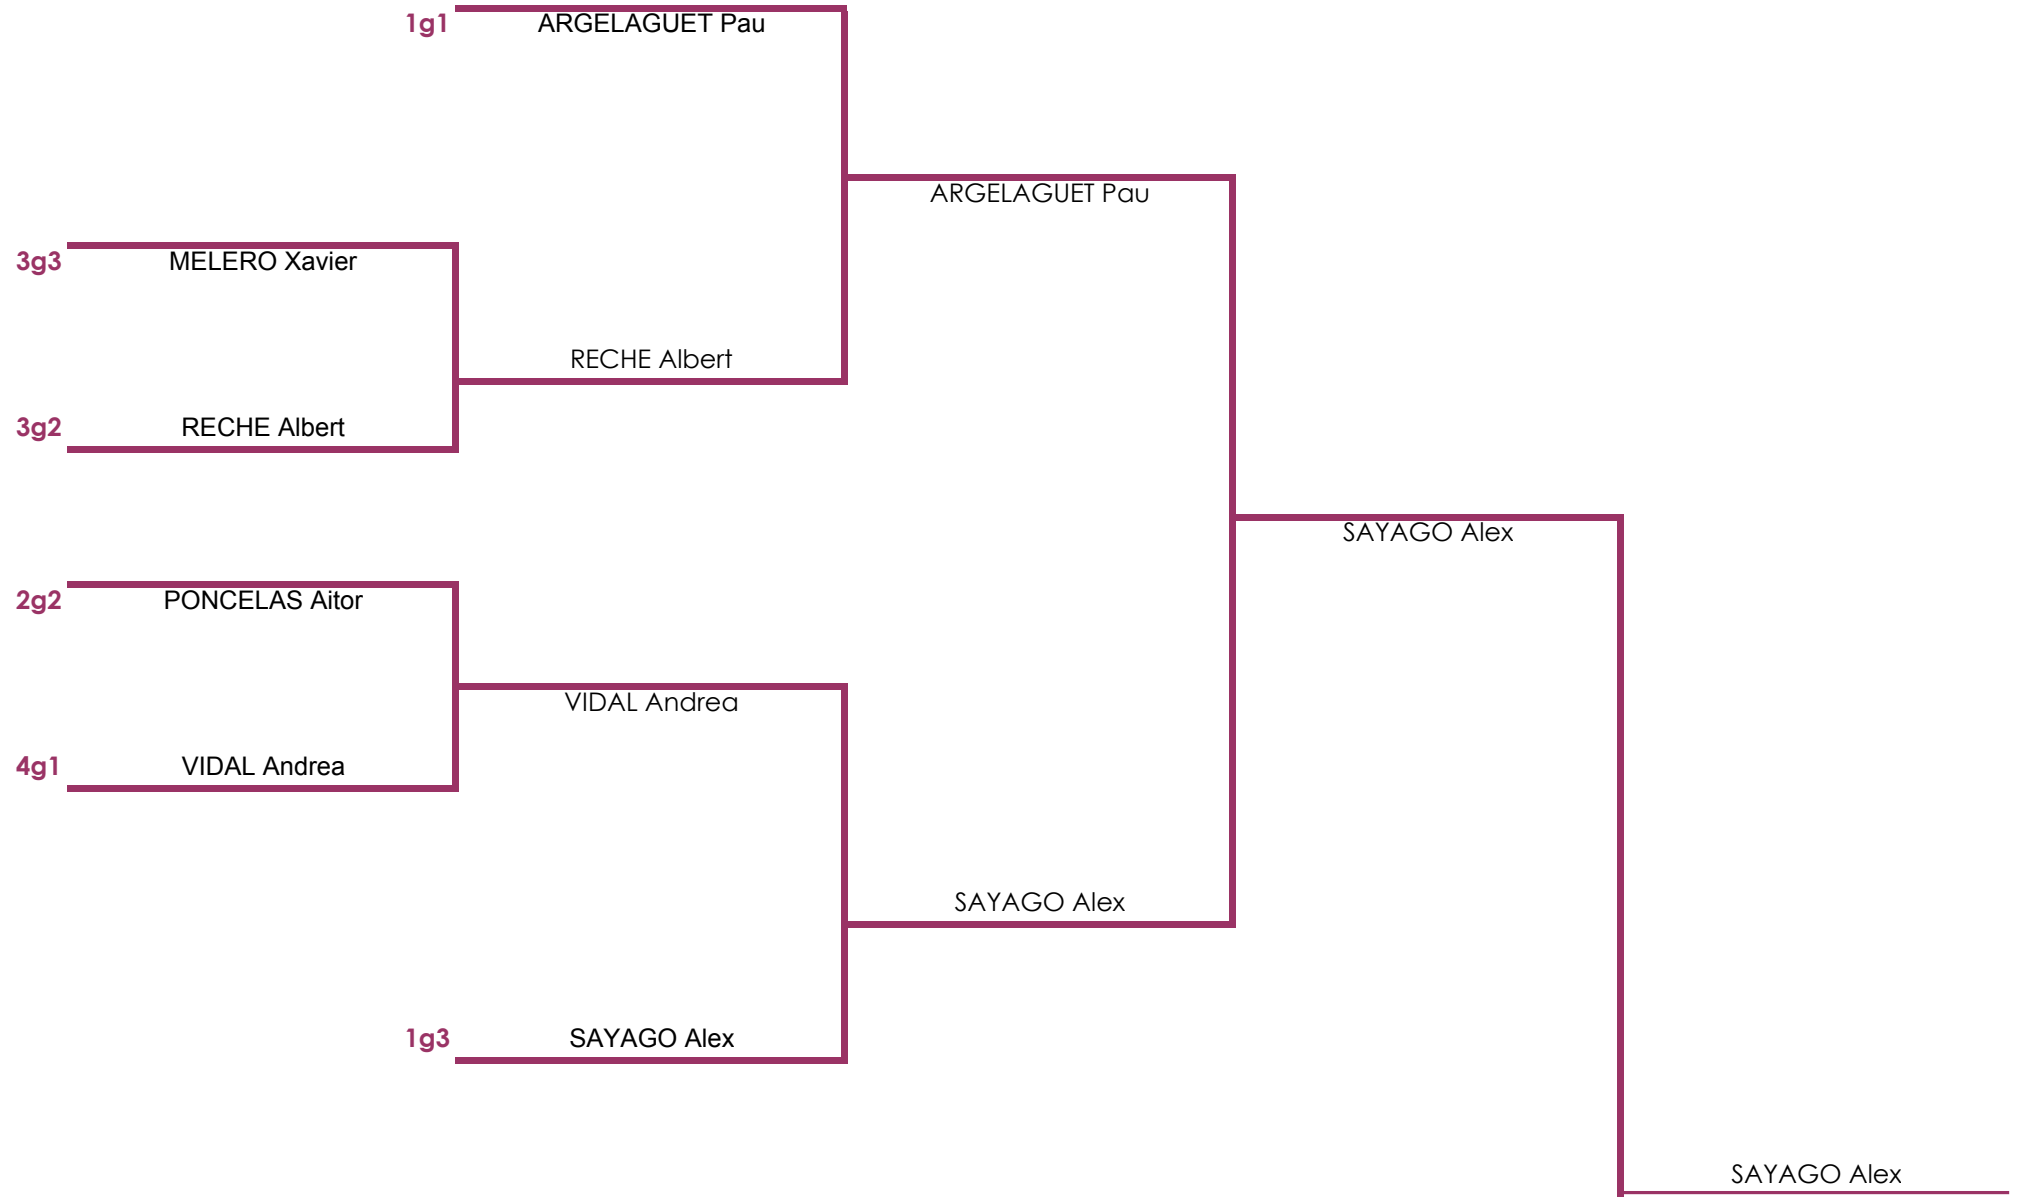 1g1 ARGELAGUET Pau
ARGELAGUET Pau
3g3 MELERO Xavier
RECHE Albert
3g2 RECHE Albert
SAYAGO Alex
2g2 PONCELAS Aitor
VIDAL Andrea
4g1 VIDAL Andrea
SAYAGO Alex
1g3 SAYAGO Alex
SAYAGO Alex